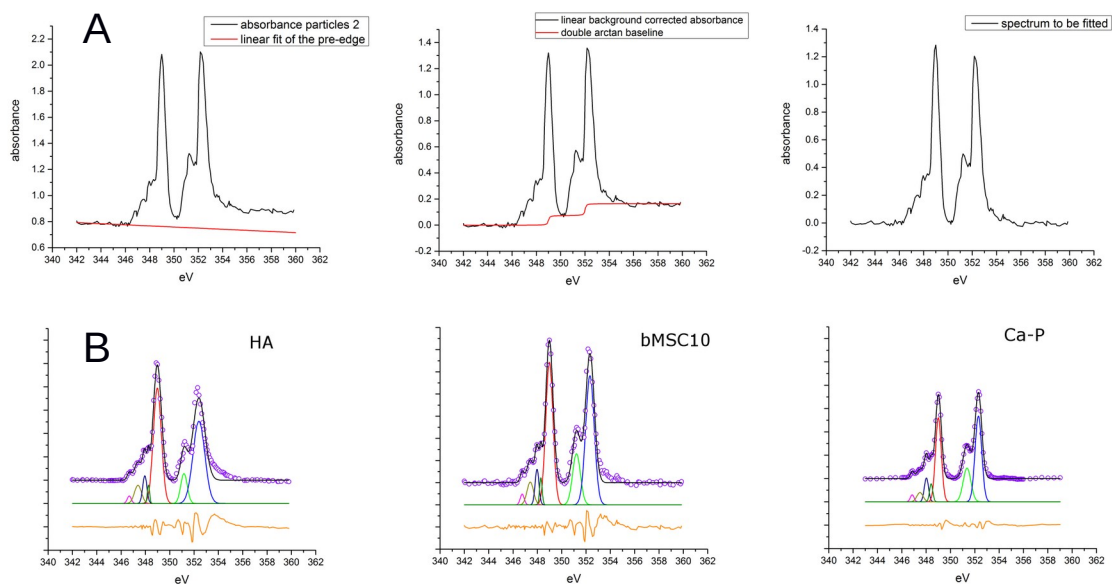 A
absorbance particles 2
linear fit of the pre-edge
absorbance
2.2
2.0
1.8
1.6
1.4
1.2
1.0
0.8
0.6
340 342 344 346 348 350 352 354 356 358 360 362
eV
linear background corrected absorbance
double arctan baseline
absorbance
1.4
1.2
1.0
0.8
0.6
0.4
0.2
0.0
-0.2
340 342 344 346 348 350 352 354 356 358 360 362
eV
spectrum to be fitted
absorbance
1.4
1.2
1.0
0.8
0.6
0.4
0.2
0.0
-0.2
340 342 344 346 348 350 352 354 356 358 360 362
eV
B
HA
340 342 344 346 348 350 352 354 356 358 360 362
eV
bMSC10
340 342 344 346 348 350 352 354 356 358 360 362
eV
Ca-P
340 342 344 346 348 350 352 354 356 358 360 362
eV